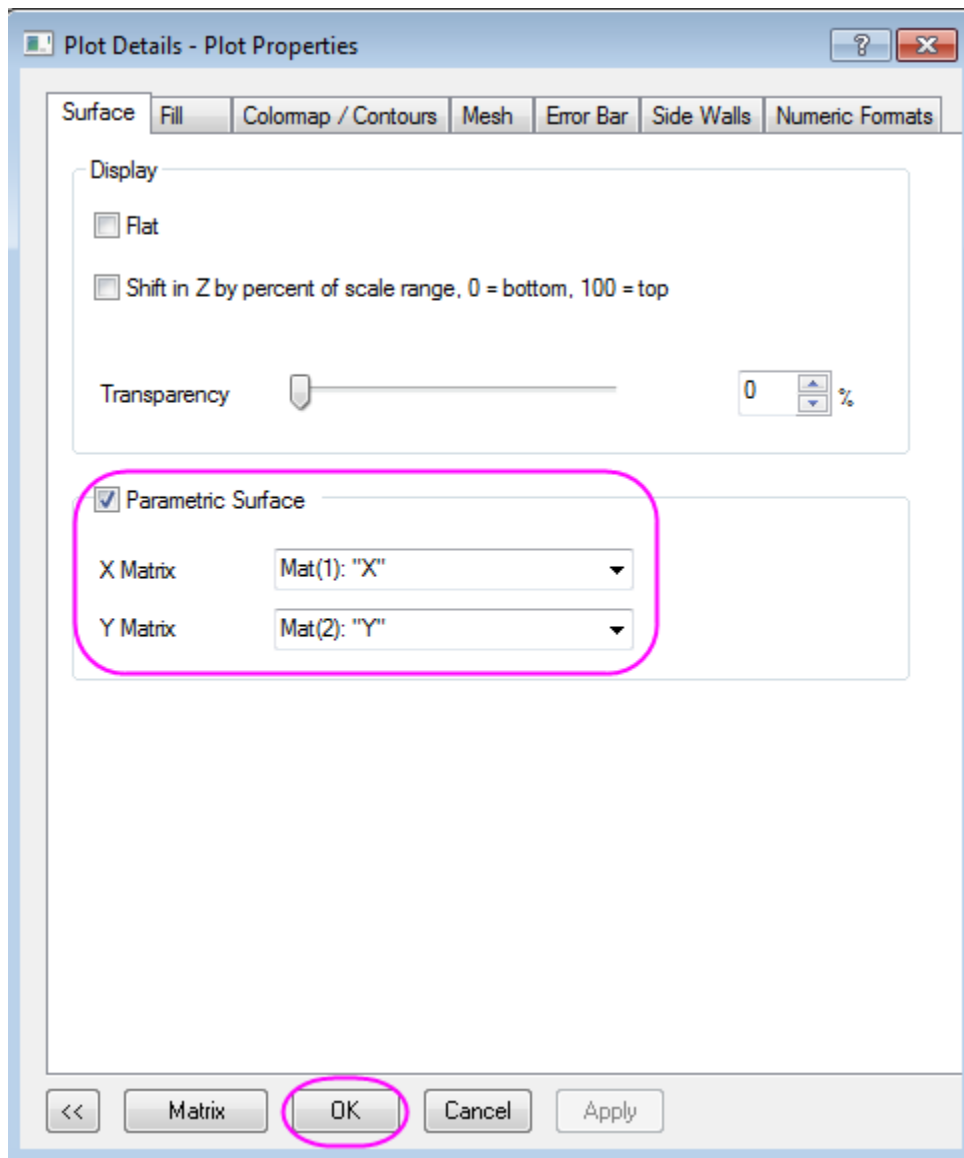 Plot Details - Plot Properties
?
Surface Fill Colormap / Contours Mesh Error Bar Side Walls Numeric Formats
Display
Flat
Shift in Z by percent of scale range, 0 = bottom, 100 = top
Transparency 0 %
Parametric Surface
X Matrix Mat(1): "X"
Y Matrix Mat(2): "Y"
<< Matrix OK Cancel Apply